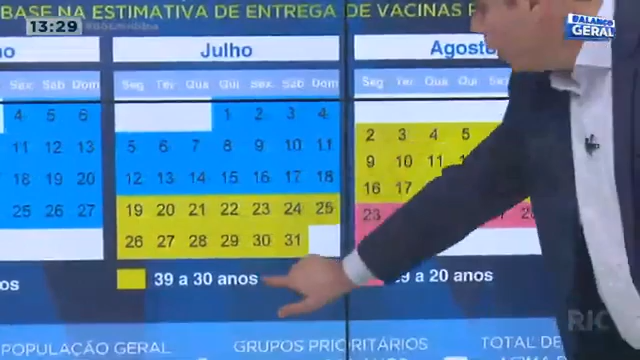 BASE NA ESTIMATIVA DE ENTREGA DE VACINAS
13:29
BALANÇO
GERAL
Julho
Agosto
Sex Sáb Dom
Seg Ter Qua Qui Sex Sáb Dom
Seg Ter Qua Qui
4 5 6
1 2 3 4
2 3 4 5
11 12 13
5 6 7 8 9 10 11
9 10 11
18 19 20
12 13 14 15 16 17 18
16 17
25 26 27
19 20 21 22 23 24 25
23
26 27 28 29 30 31
39 a 30 anos
a 20 anos
RIC
POPULAÇÃO GERAL
GRUPOS PRIORITÁRIOS
TOTAL DE